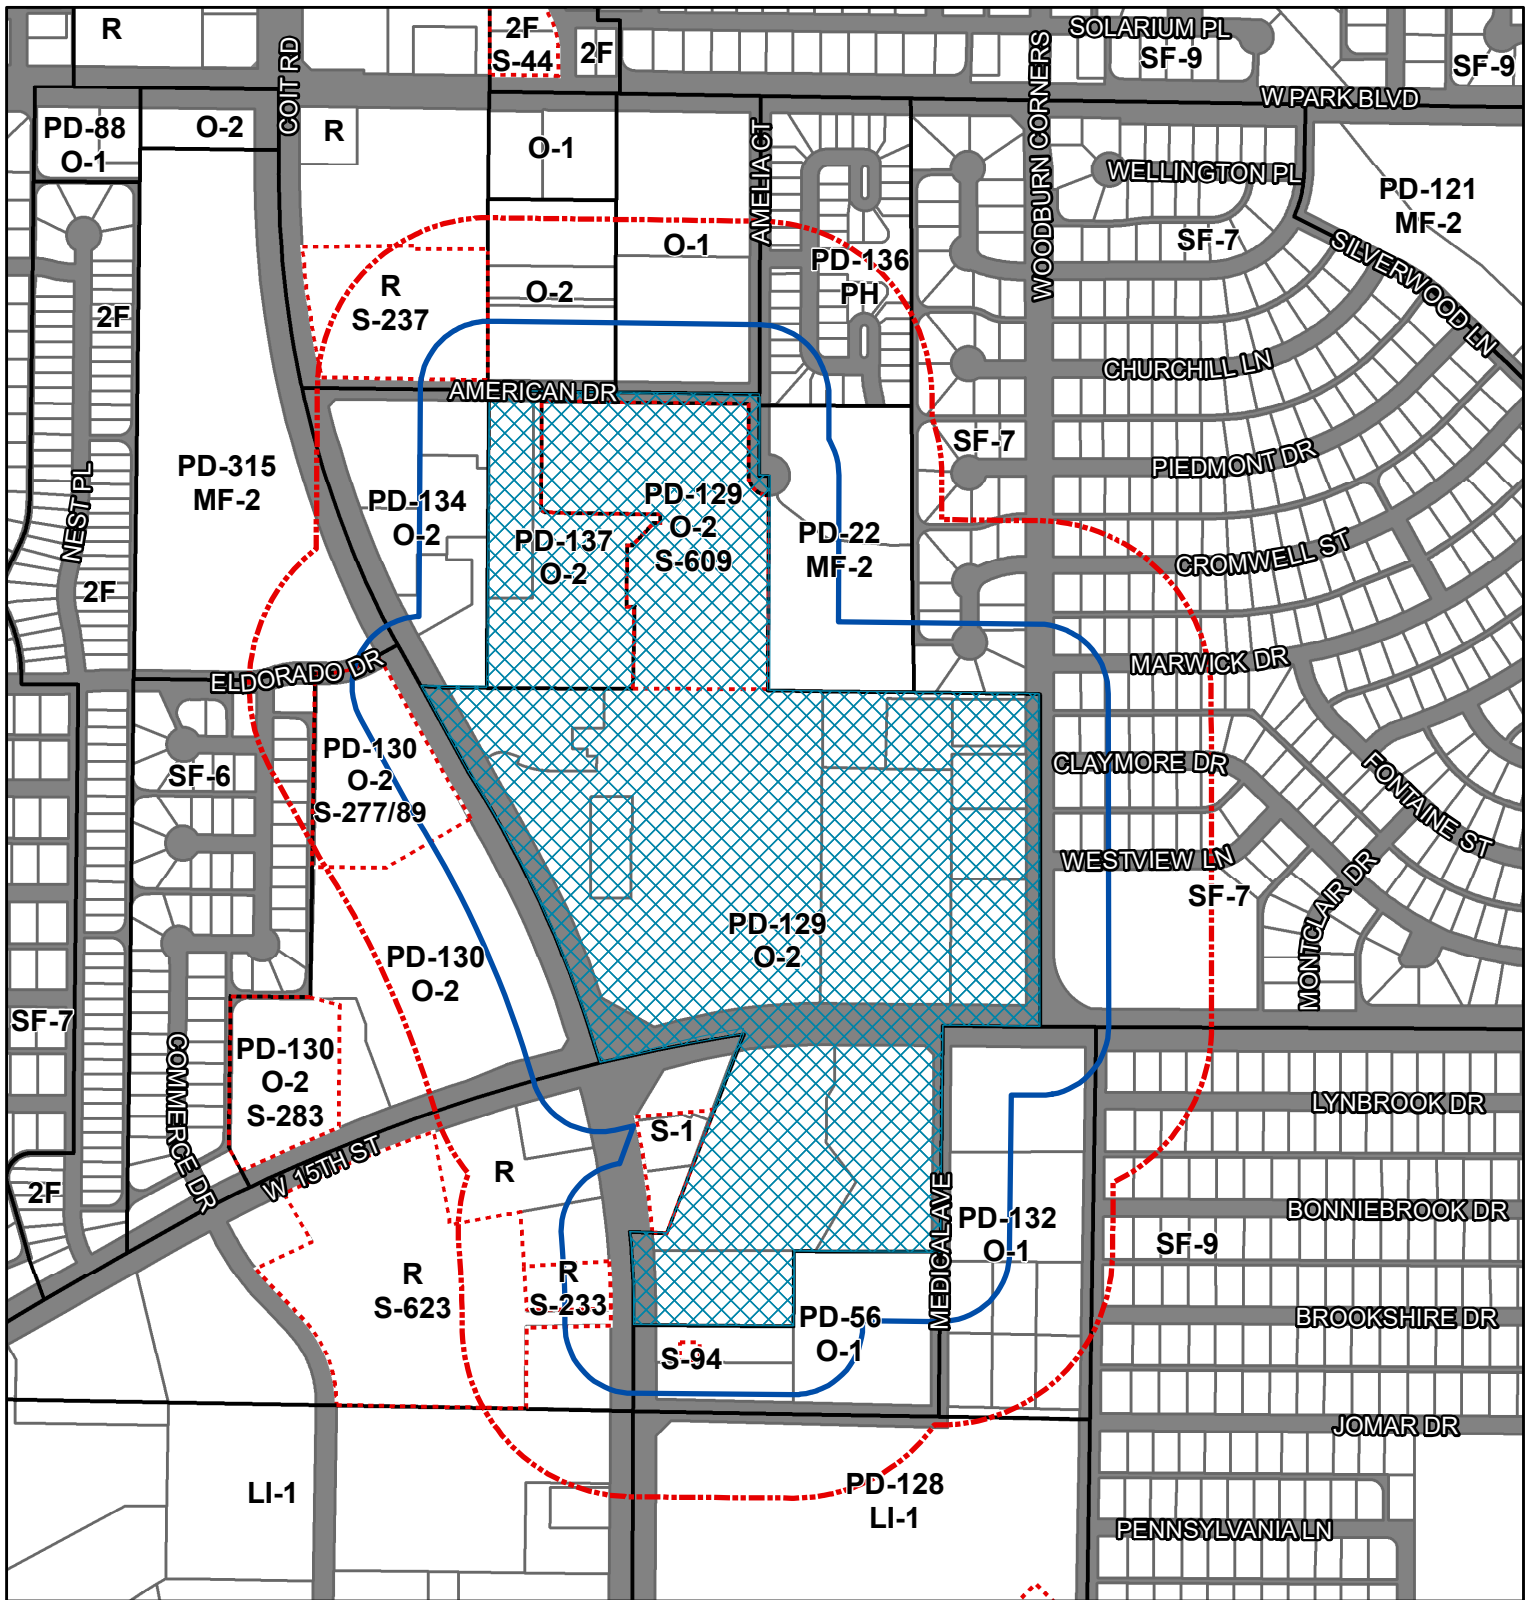 R
2F
S-44
2F
SOLARIUM PL
SF-9
SF-9
COIT RD
WOODBURN CORNERS
W PARK BLVD
PD-88
O-1
O-2
R
O-1
AMELIA CT
WELLINGTON PL
PD-121
MF-2
SF-7
SILVERWOOD LN
O-1
PD-136
PH
R
S-237
O-2
2F
CHURCHILL LN
AMERICAN DR
SF-7
PIEDMONT DR
PD-315
MF-2
NEST PL
PD-134
O-2
PD-129
O-2
S-609
PD-137
O-2
PD-22
MF-2
CROMWELL ST
2F
ELDORADO DR
MARWICK DR
PD-130
O-2
S-277/89
SF-6
CLAYMORE DR
FONTAINE ST
WESTVIEW LN
SF-7
MONTCLAIR DR
PD-129
O-2
PD-130
O-2
SF-7
COMMERCE DR
PD-130
O-2
S-283
S-1
LYNBROOK DR
W 15TH ST
R
2F
MEDICAL AVE
PD-132
O-1
BONNIEBROOK DR
SF-9
R
S-623
R
S-233
PD-56
O-1
BROOKSHIRE DR
S-94
JOMAR DR
LI-1
PD-128
LI-1
PENNSYLVANIA LN